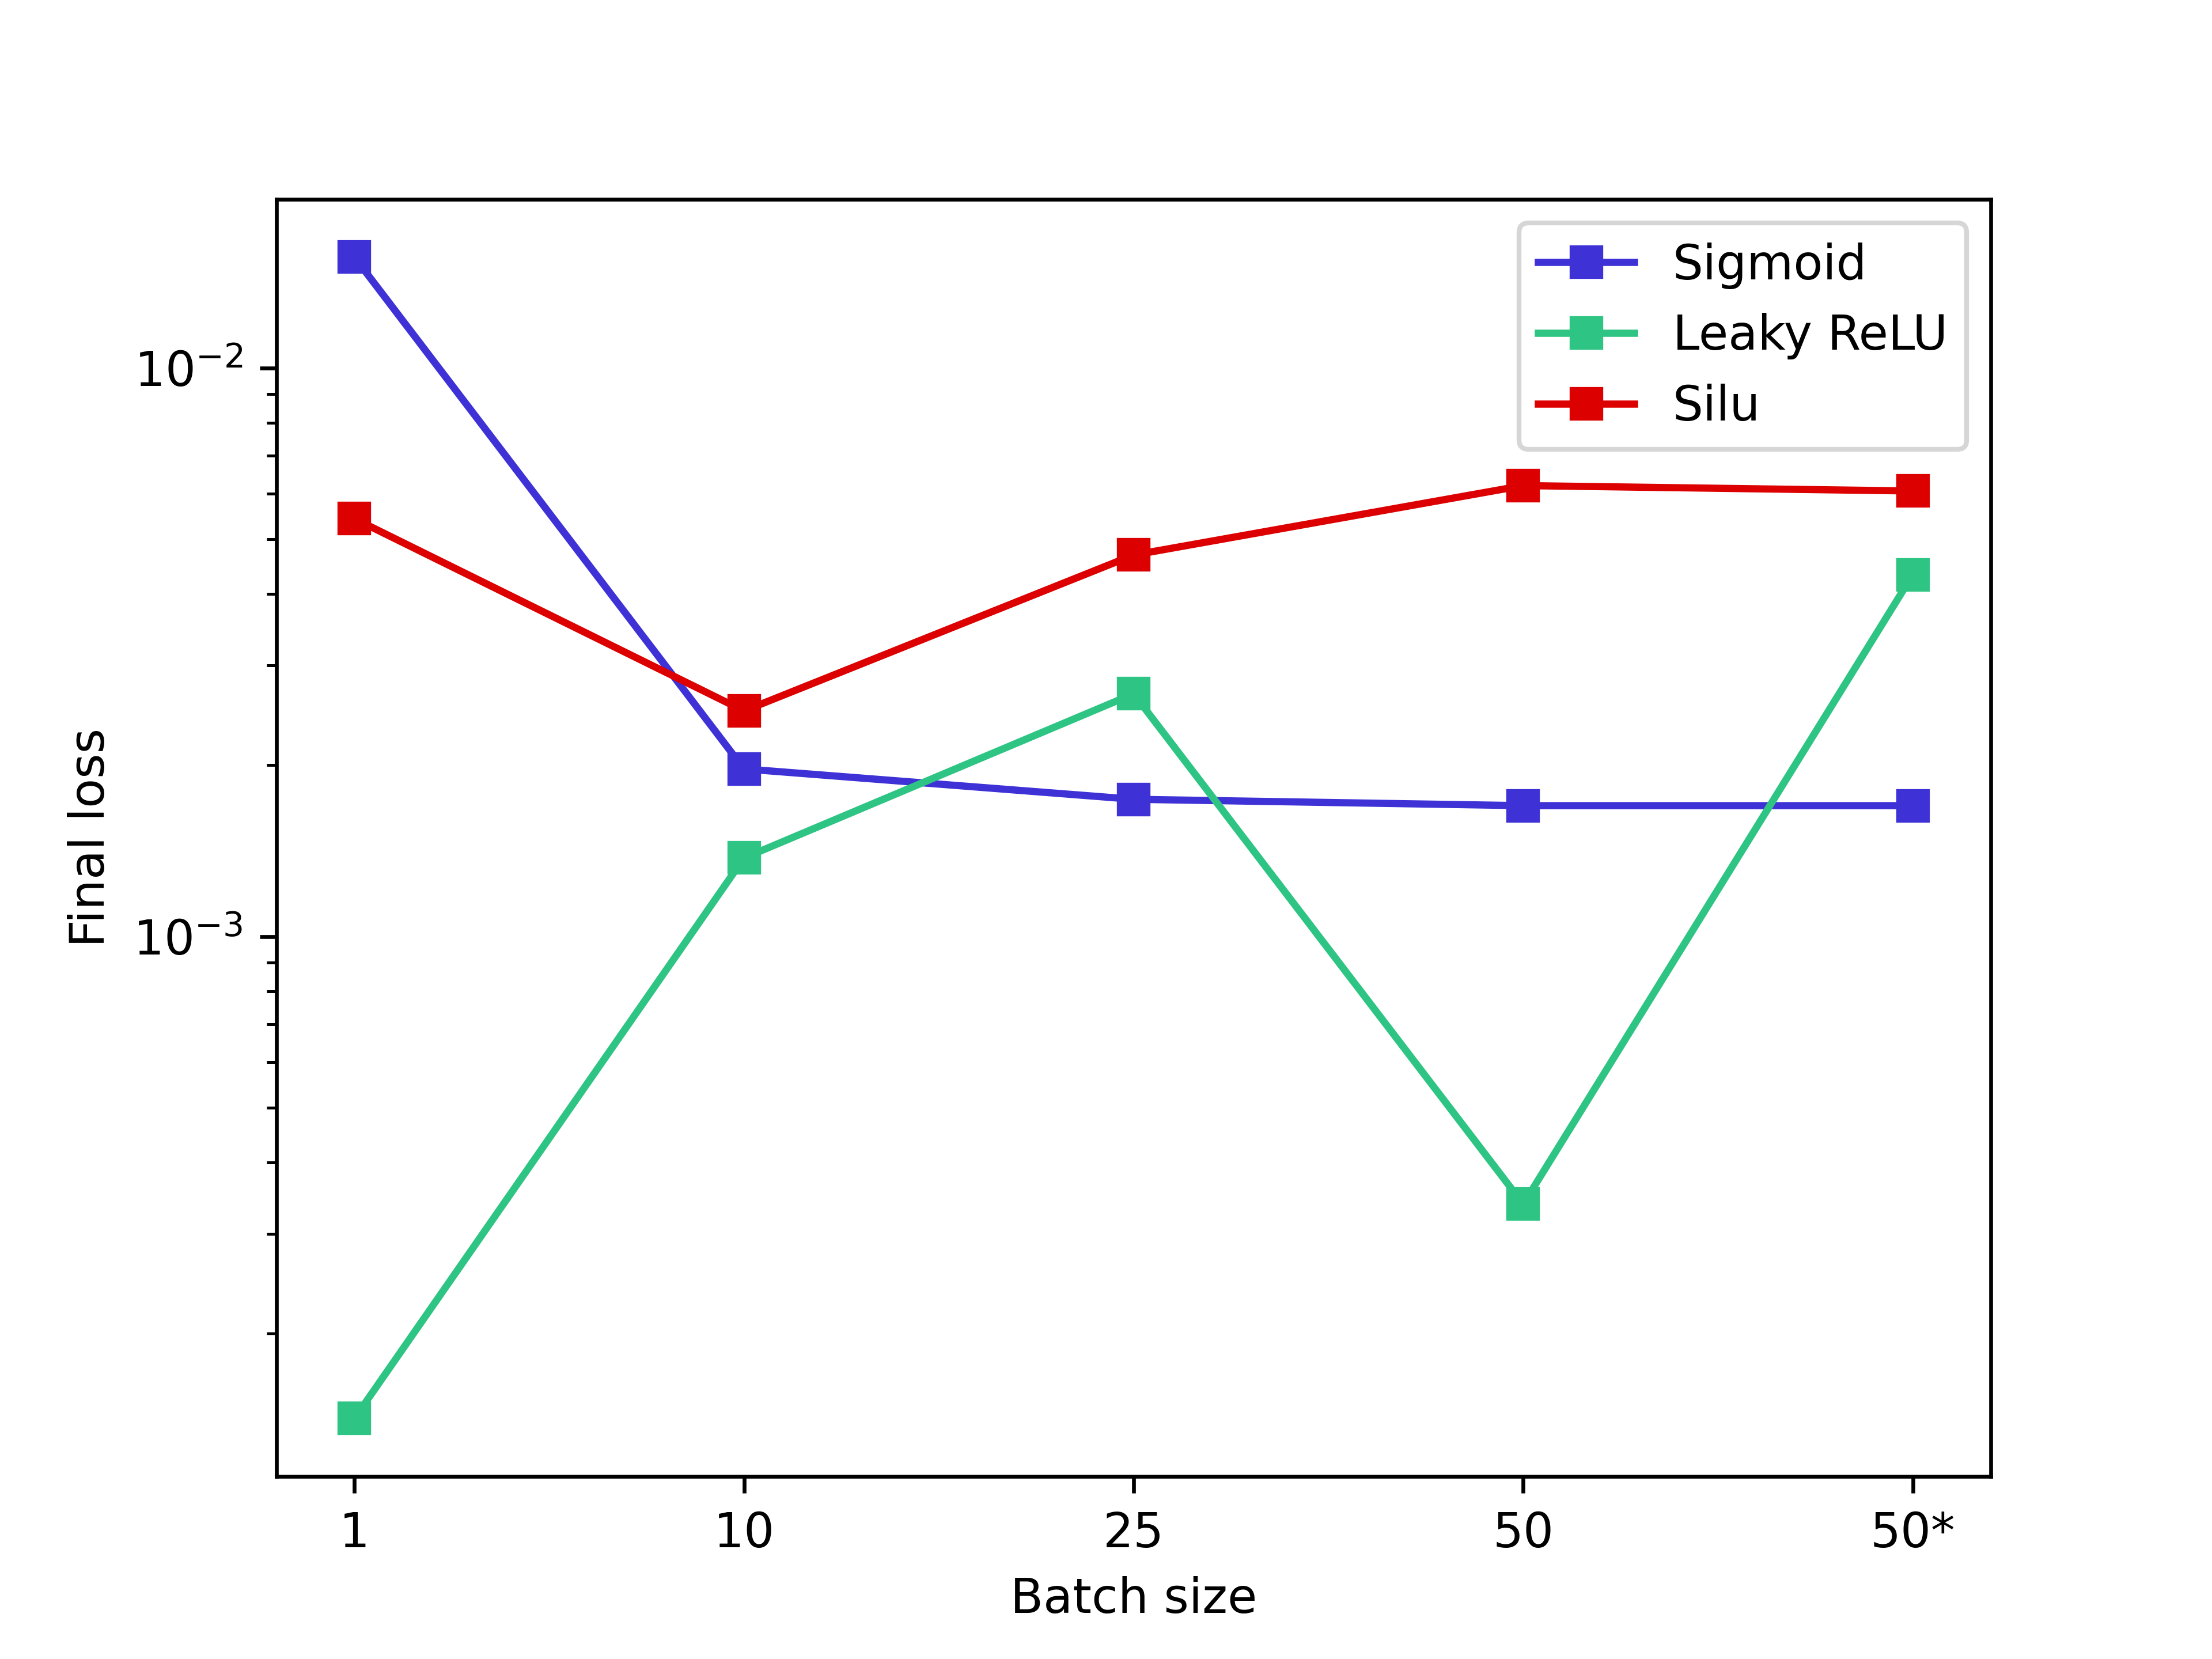 Sigmoid
Leaky ReLU
Silu
10⁻²
10⁻³
Final loss
1 10 25 50 50*
Batch size